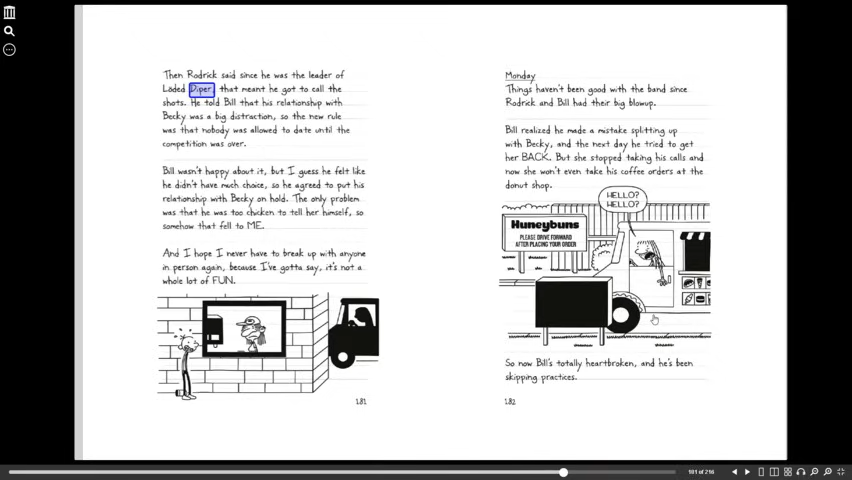 Then Rodrick said since he was the leader of
Löded Diper, that meant he got to call the
shots. He told Bill that his relationship with
Becky was a big distraction, so the new rule
was that nobody was allowed to date until the
competition was over.
Bill wasn't happy about it, but I guess he felt like
he didn't have much choice, so he agreed to put his
relationship with Becky on hold. The only problem
was that he was too chicken to tell her himself, so
somehow that fell to ME.
And I hope I never have to break up with anyone
in person again, because I've gotta say, it's not a
whole lot of FUN.
181
Monday
Things haven't been good with the band since
Rodrick and Bill had their big blowup.
Bill realized he made a mistake splitting up
with Becky, and the next day he tried to get
her BACK. But she stopped taking his calls and
now she won't even take his coffee orders at the
donut shop.
HELLO?
HELLO?
Huneybuns
PLEASE DRIVE FORWARD
AFTER PLACING YOUR ORDER
So now Bill's totally heartbroken, and he's been
skipping practices.
182
181 of 216